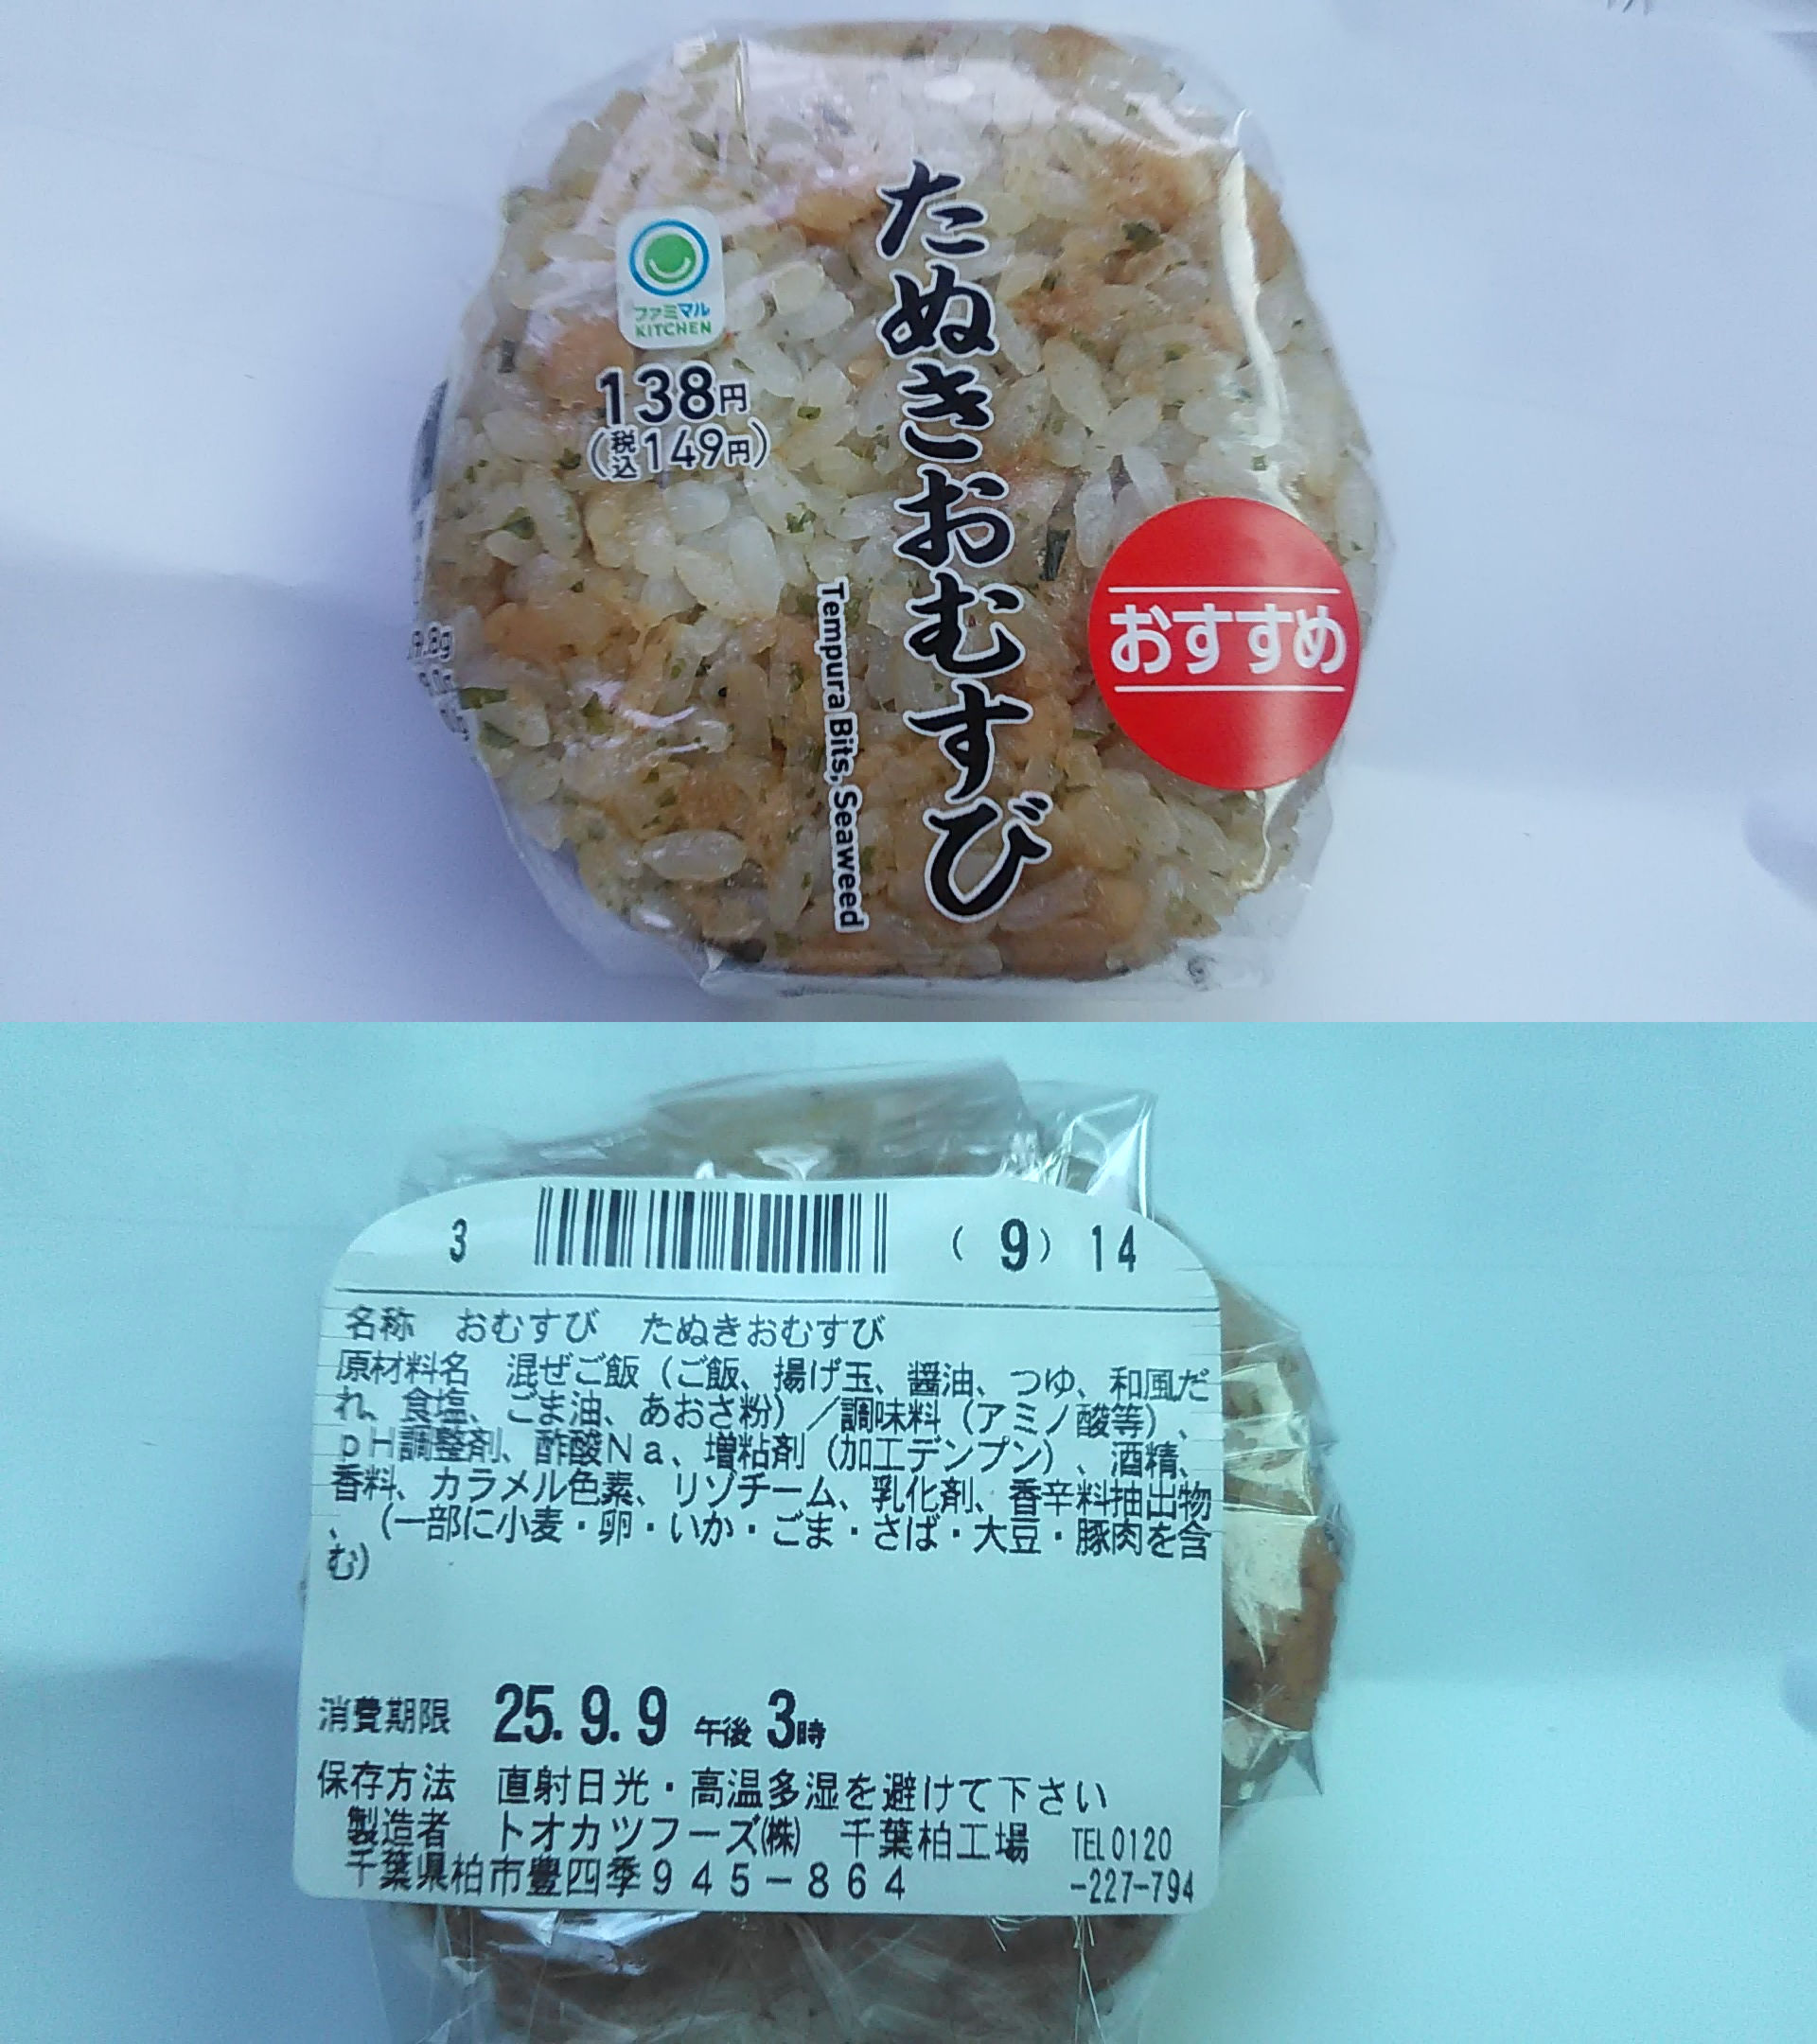 たぬきおむすび
Tempura Bits, Seaweed
ファミマル
KITCHEN
138円
(税込149円)
おすすめ
3 (9) 14
名称 おむすび たぬきおむすび
原材料名 混ぜご飯（ご飯、揚げ玉、醤油、つゆ、和風だ
れ、食塩、ごま油、あおさ粉）／調味料（アミノ酸等）、
pH調整剤、酢酸Na、増粘剤（加工デンプン）、酒精、
香料、カラメル色素、リゾチーム、乳化剤、香辛料抽出物
、（一部に小麦・卵・いか・ごま・さば・大豆・豚肉を含
む）
消費期限 25.9.9 午後 3時
保存方法 直射日光・高温多湿を避けて下さい
製造者 トオカツフーズ㈱ 千葉柏工場 TEL0120
千葉県柏市豊四季945-864 -227-794